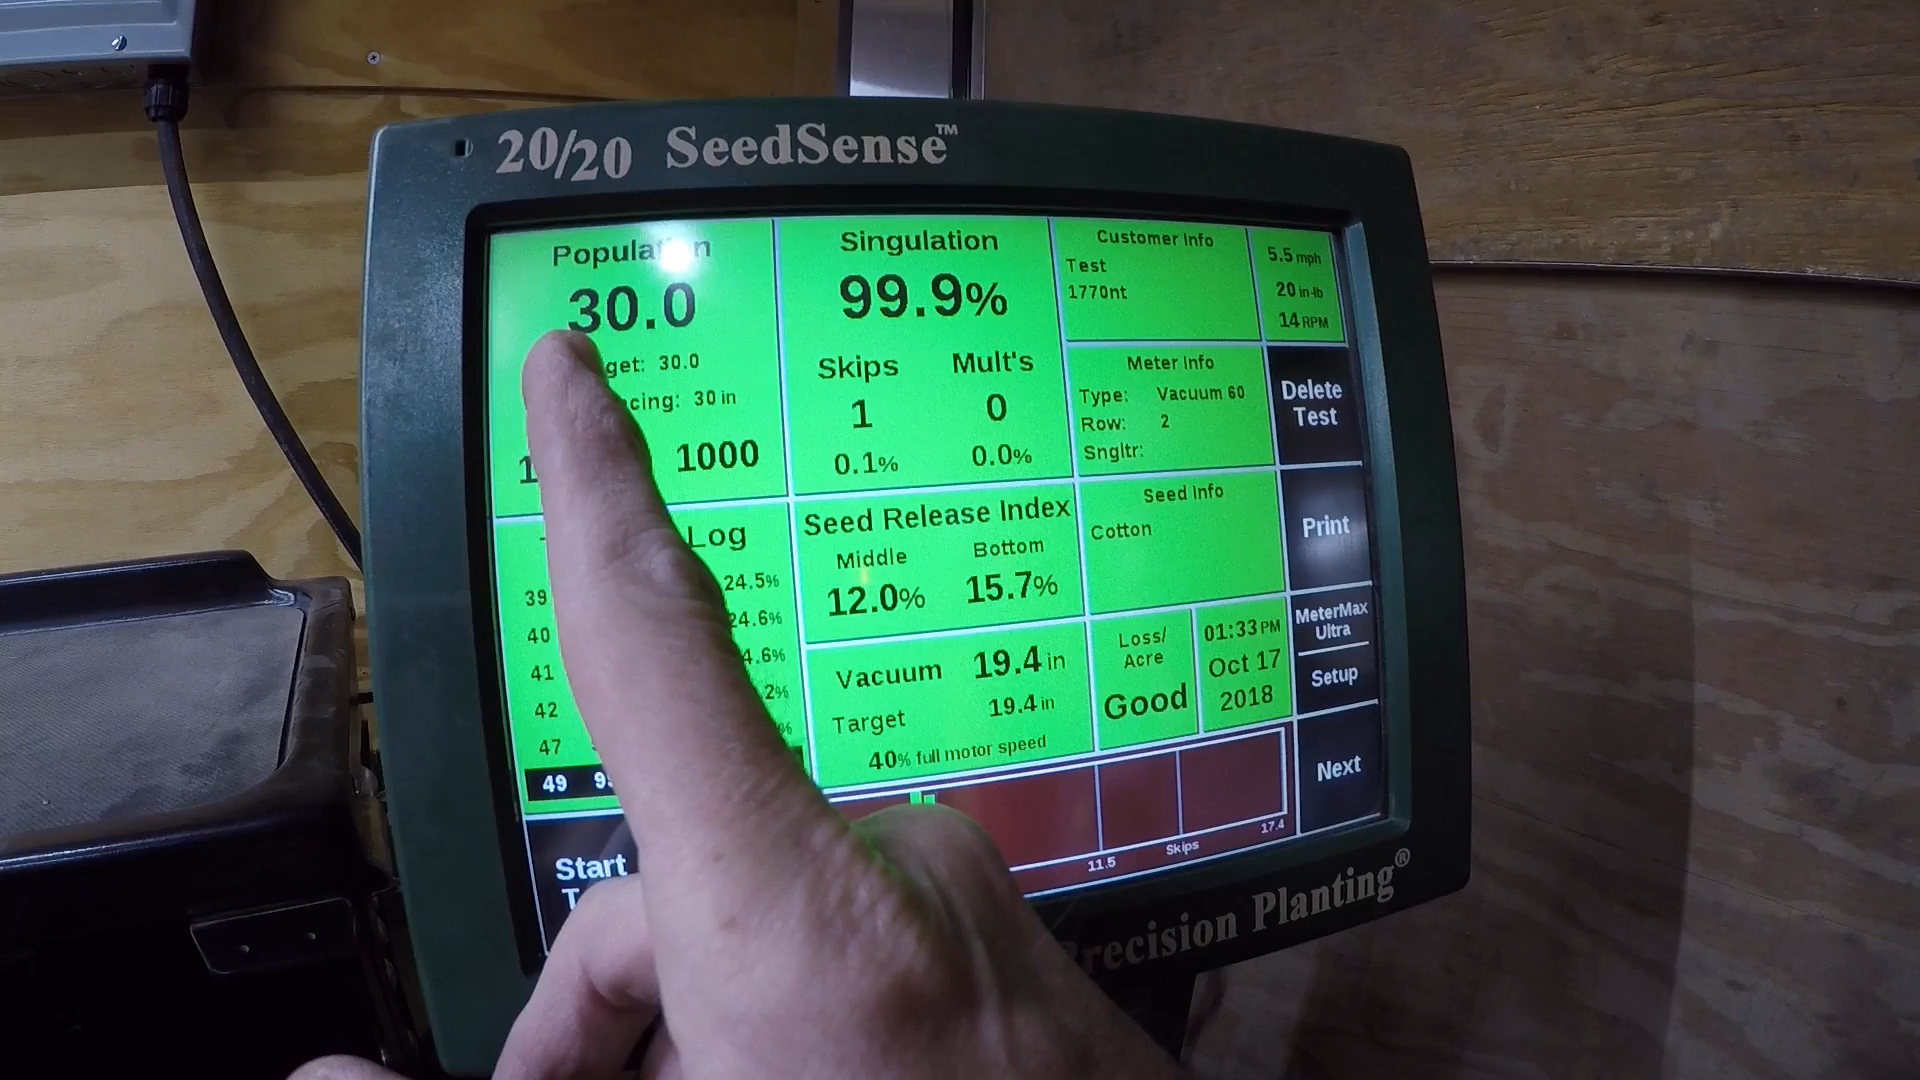 20/20 SeedSense™
Population
30.0
30.0
30 in
1000
Singulation
99.9%
Skips Mult's
1 0
0.1% 0.0%
Customer Info
Test
1770nt
5.5 mph
20 in-lb
14 RPM
Meter Info
Type: Vacuum 60
Row: 2
Sngltr:
Delete
Test
Log
24.5%
39
24.6%
40
41
42
47
49
Seed Release Index
Middle Bottom
12.0% 15.7%
Seed Info
Cotton
Print
Vacuum 19.4 in
Target 19.4 in
40% full motor speed
Loss/
Acre
Good
01:33 PM
Oct 17
2018
MeterMax
Ultra
Setup
Next
Start
11.5 Skips 17.4
Precision Planting®